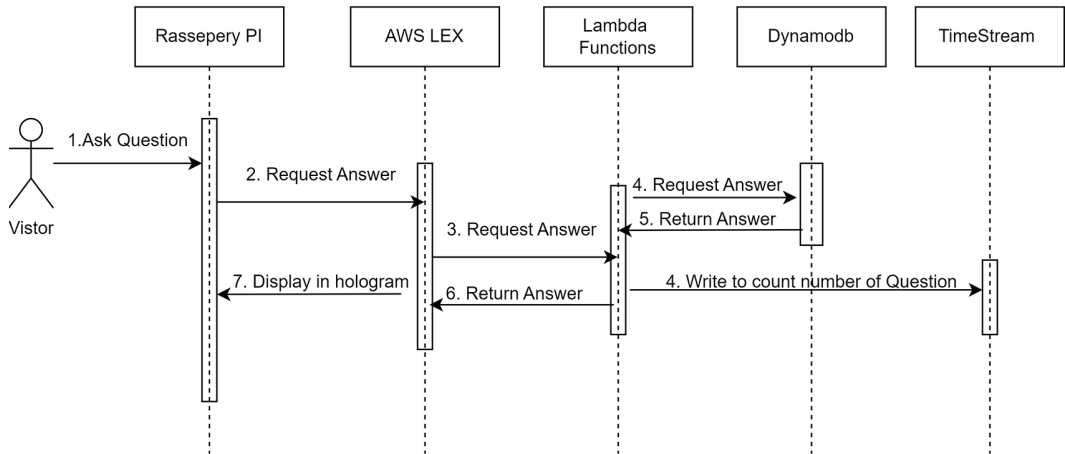 Rassepery PI
AWS LEX
Lambda
Functions
Dynamodb
TimeStream
1.Ask Question
Vistor
2. Request Answer
3. Request Answer
4. Request Answer
5. Return Answer
7. Display in hologram
6. Return Answer
4. Write to count number of Question